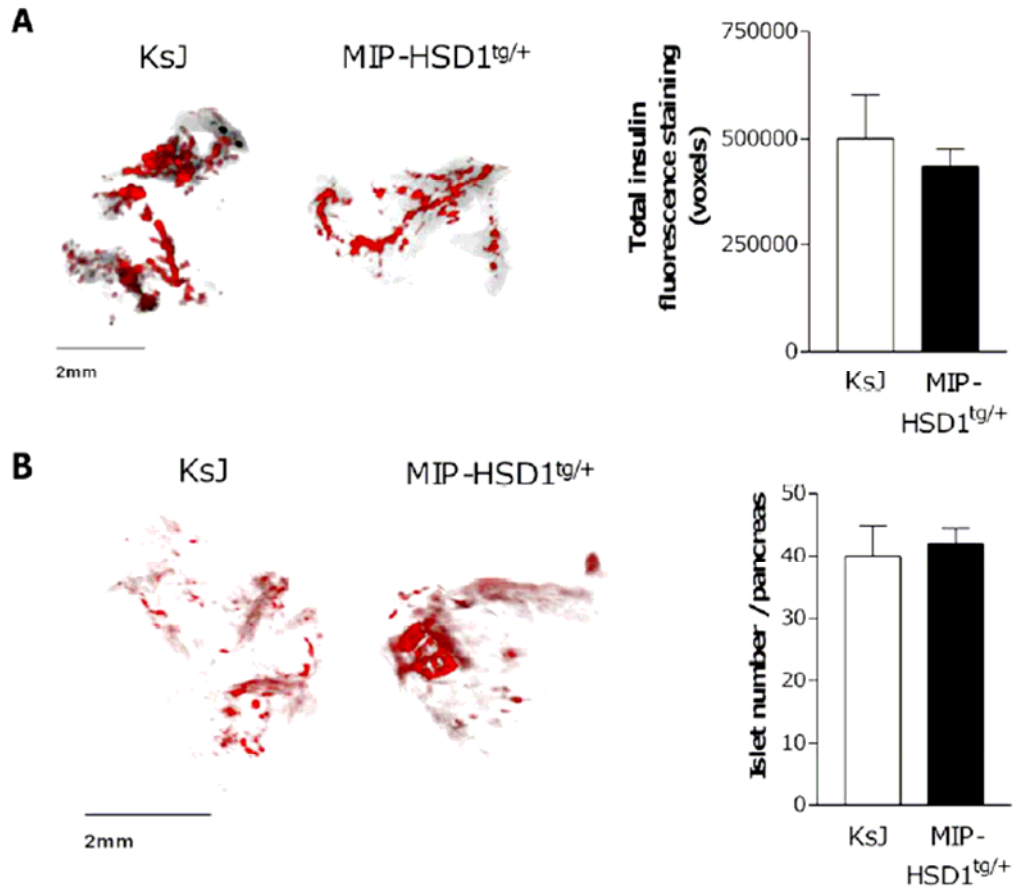 A
KsJ
MIP-HSD1tg/+
2mm
Total insulin
fluorescence staining
(voxels)
750000
500000
250000
0
KsJ
MIP-
HSD1tg/+
B
KsJ
MIP-HSD1tg/+
2mm
Islet number /pancreas
50
40
30
20
10
0
KsJ
MIP-
HSD1tg/+